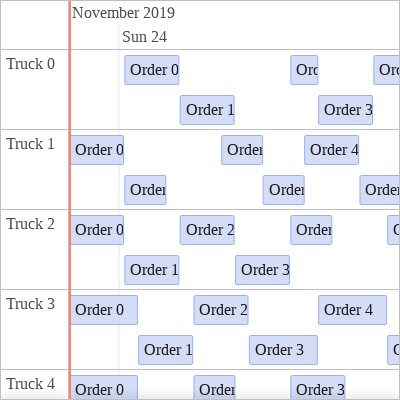 November 2019
Sun 24
Truck 0
Order 0
Order 1
Order 3
Truck 1
Order 0
Order
Order 4
Order
Order
Order
Truck 2
Order 0
Order 2
Order
Order 1
Order 3
Truck 3
Order 0
Order 2
Order 4
Order 1
Order 3
Truck 4
Order 0
Order
Order 3